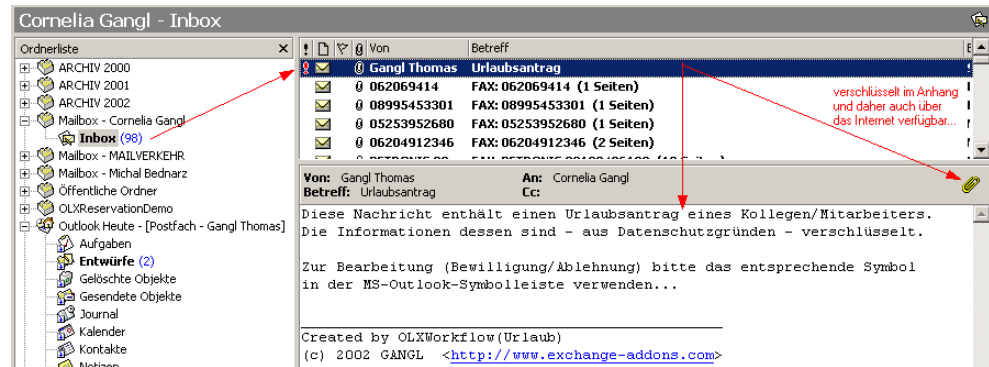 Cornelia Gangl - Inbox
Ordnerliste
ARCHIV 2000
ARCHIV 2001
ARCHIV 2002
Mailbox - Cornelia Gangl
Inbox (98)
Mailbox - MAILVERKEHR
Mailbox - Michal Bednarz
Öffentliche Ordner
OLXReservationDemo
Outlook Heute - [Postfach - Gangl Thomas]
Aufgaben
Entwürfe (2)
Gelöschte Objekte
Gesendete Objekte
Journal
Kalender
Kontakte
Notizen
Von Betreff
Gangl Thomas Urlaubsantrag
062069414 FAX: 062069414 (1 Seiten)
08995453301 FAX: 08995453301 (1 Seiten)
05253952680 FAX: 05253952680 (1 Seiten)
06204912346 FAX: 06204912346 (2 Seiten)
verschlüsselt im Anhang
und daher auch über
das Internet verfügbar...
Von: Gangl Thomas An: Cornelia Gangl
Betreff: Urlaubsantrag Cc:
Diese Nachricht enthält einen Urlaubsantrag eines Kollegen/Mitarbeiters.
Die Informationen dessen sind - aus Datenschutzgründen - verschlüsselt.
Zur Bearbeitung (Bewilligung/Ablehnung) bitte das entsprechende Symbol
in der MS-Outlook-Symbolleiste verwenden...
Created by OLXWorkflow(Urlaub)
(c) 2002 GANGL <http://www.exchange-addons.com>